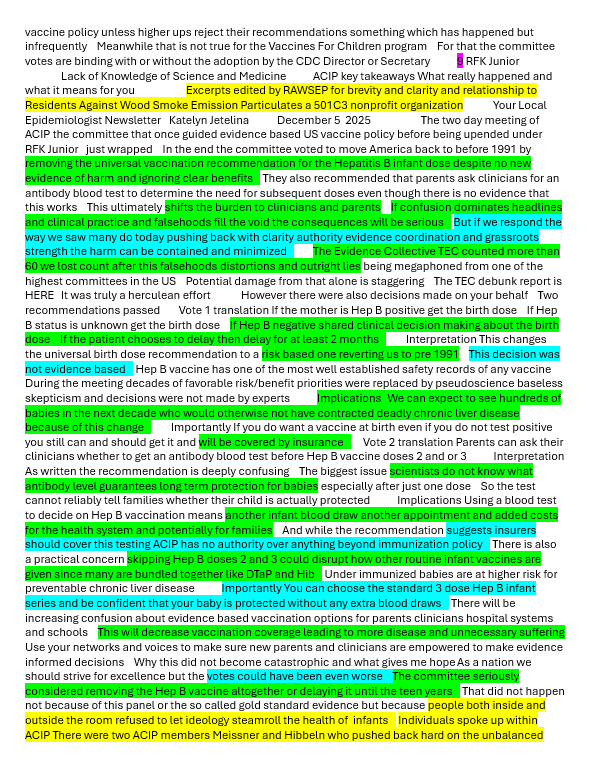 vaccine policy unless higher ups reject their recommendations something which has happened but
infrequently Meanwhile that is not true for the Vaccines For Children program For that the committee
votes are binding with or without the adoption by the CDC Director or Secretary 9 RFK Junior
Lack of Knowledge of Science and Medicine ACIP key takeaways What really happened and
what it means for you Excerpts edited by RAWSEP for brevity and clarity and relationship to
Residents Against Wood Smoke Emission Particulates a 501C3 nonprofit organization Your Local
Epidemiologist Newsletter Katelyn Jetelina December 5 2025 The two day meeting of
ACIP the committee that once guided evidence based US vaccine policy before being upended under
RFK Junior just wrapped In the end the committee voted to move America back to before 1991 by
removing the universal vaccination recommendation for the Hepatitis B infant dose despite no new
evidence of harm and ignoring clear benefits They also recommended that parents ask clinicians for an
antibody blood test to determine the need for subsequent doses even though there is no evidence that
this works This ultimately shifts the burden to clinicians and parents If confusion dominates headlines
and clinical practice and falsehoods fill the void the consequences will be serious But if we respond the
way we saw many do today pushing back with clarity authority evidence coordination and grassroots
strength the harm can be contained and minimized The Evidence Collective TEC counted more than
60 we lost count after this falsehoods distortions and outright lies being megaphoned from one of the
highest committees in the US Potential damage from that alone is staggering The TEC debunk report is
HERE It was truly a herculean effort However there were also decisions made on your behalf Two
recommendations passed Vote 1 translation If the mother is Hep B positive get the birth dose If Hep
B status is unknown get the birth dose If Hep B negative shared clinical decision making about the birth
dose If the patient chooses to delay then delay for at least 2 months Interpretation This changes
the universal birth dose recommendation to a risk based one reverting us to pre 1991 This decision was
not evidence based Hep B vaccine has one of the most well established safety records of any vaccine
During the meeting decades of favorable risk/benefit priorities were replaced by pseudoscience baseless
skepticism and decisions were not made by experts Implications We can expect to see hundreds of
babies in the next decade who would otherwise not have contracted deadly chronic liver disease
because of this change Importantly If you do want a vaccine at birth even if you do not test positive
you still can and should get it and will be covered by insurance Vote 2 translation Parents can ask their
clinicians whether to get an antibody blood test before Hep B vaccine doses 2 or 3 Interpretation
As written the recommendation is deeply confusing The biggest issue scientists do not know what
antibody level guarantees long term protection for babies especially after just one dose So the test
cannot reliably tell families whether their child is actually protected Implications Using a blood test
to decide on Hep B vaccination means another infant blood draw another appointment and added costs
for the health system and potentially for families And while the recommendation suggests insurers
should cover this testing ACIP has no authority over anything beyond immunization policy There is also
a practical concern skipping Hep B doses 2 and 3 could disrupt how other routine infant vaccines are
given since many are bundled together like DTaP and Hib Under immunized babies are at higher risk for
preventable chronic liver disease Importantly You can choose the standard 3 dose Hep B infant
series and be confident that your baby is protected without any extra blood draws There will be
increasing confusion about evidence based vaccination options for parents clinicians hospital systems
and schools This will decrease vaccination coverage leading to more disease and unnecessary suffering
Use your networks and voices to make sure new parents and clinicians are empowered to make evidence
informed decisions Why this did not become catastrophic and what gives me hope As a nation we
should strive for excellence but the votes could have been even worse The committee seriously
considered removing the Hep B vaccine altogether or delaying it until the teen years That did not happen
not because of this panel or the so called gold standard evidence but because people both inside and
outside the room refused to let ideology steamroll the health of infants Individuals spoke up within
ACIP There were two ACIP members Meissner and Hibbeln who pushed back hard on the unbalanced